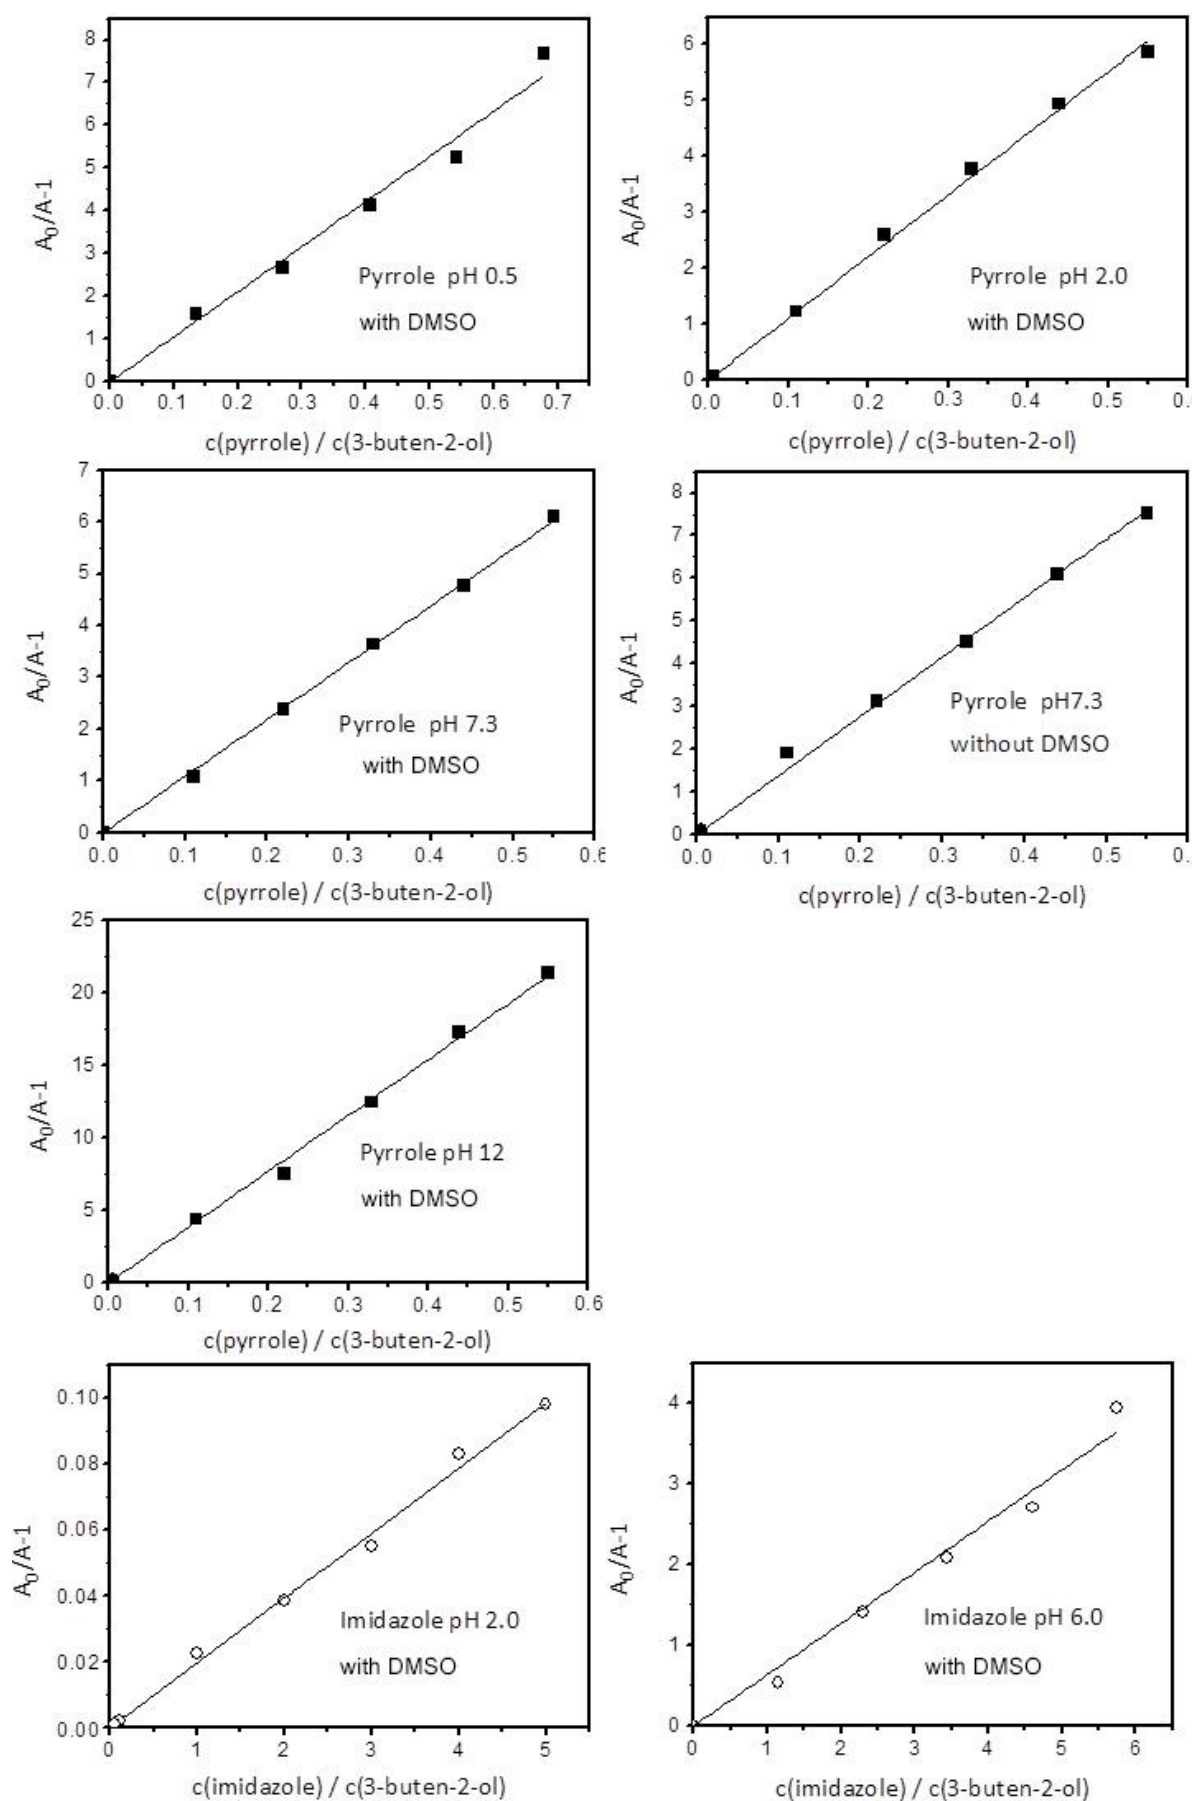 8
7
6
5
4
3
2
1
0
A₀/A-1
Pyrrole pH 0.5
with DMSO
0.0 0.1 0.2 0.3 0.4 0.5 0.6 0.7
c(pyrrole) / c(3-buten-2-ol)
6
5
4
3
2
1
0
A₀/A-1
Pyrrole pH 2.0
with DMSO
0.0 0.1 0.2 0.3 0.4 0.5
c(pyrrole) / c(3-buten-2-ol)
7
6
5
4
3
2
1
0
A₀/A-1
Pyrrole pH 7.3
with DMSO
0.0 0.1 0.2 0.3 0.4 0.5 0.6
c(pyrrole) / c(3-buten-2-ol)
8
7
6
5
4
3
2
1
0
A₀/A-1
Pyrrole pH7.3
without DMSO
0.0 0.1 0.2 0.3 0.4 0.5
c(pyrrole) / c(3-buten-2-ol)
25
20
15
10
5
0
A₀/A-1
Pyrrole pH 12
with DMSO
0.0 0.1 0.2 0.3 0.4 0.5 0.6
c(pyrrole) / c(3-buten-2-ol)
0.10
0.08
0.06
0.04
0.02
0.00
A₀/A-1
Imidazole pH 2.0
with DMSO
0 1 2 3 4 5
c(imidazole) / c(3-buten-2-ol)
4
3
2
1
0
A₀/A-1
Imidazole pH 6.0
with DMSO
0 1 2 3 4 5 6
c(imidazole) / c(3-buten-2-ol)